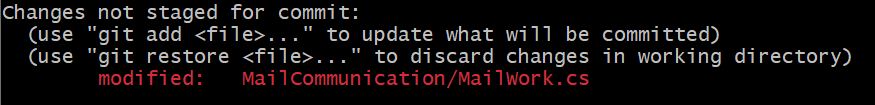 Changes not staged for commit:
(use "git add <file>..." to update what will be committed)
(use "git restore <file>..." to discard changes in working directory)
modified: MailCommunication/MailWork.cs